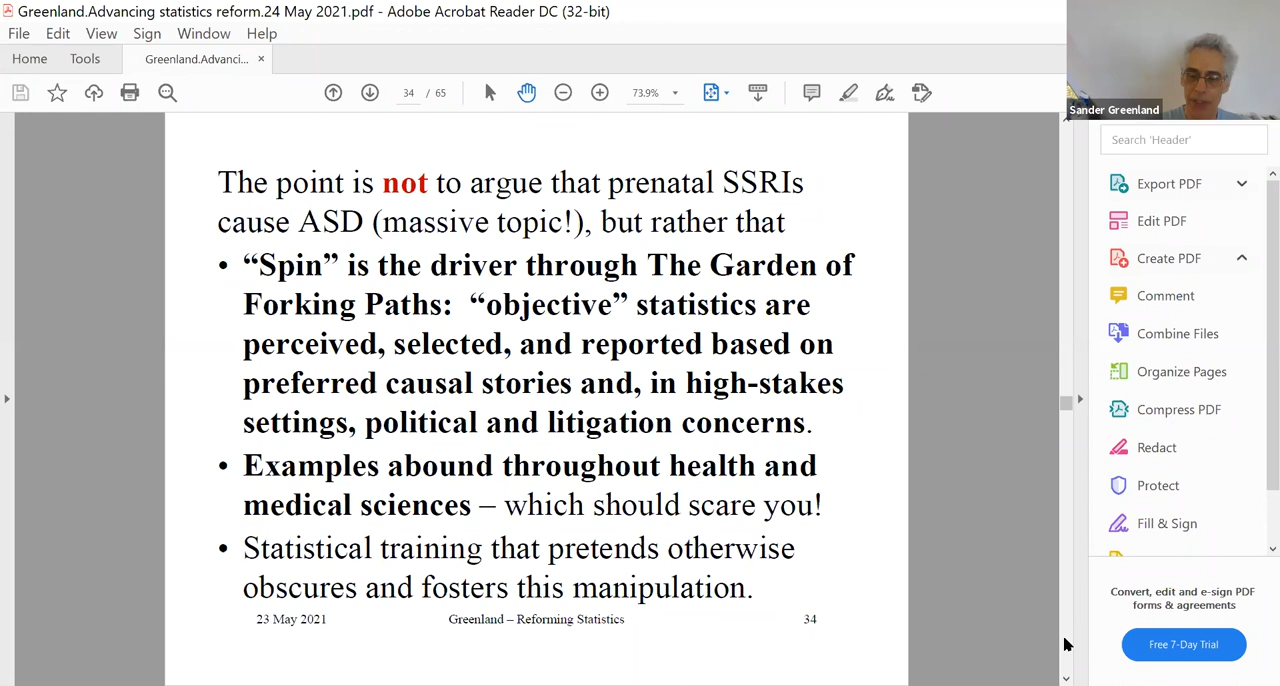 Greenland.Advancing statistics reform.24 May 2021.pdf - Adobe Acrobat Reader DC (32-bit)
File Edit View Sign Window Help
Home Tools Greenland.Advanci... ×
34 / 65 73.9%
Sander Greenland
Search 'Header'
The point is not to argue that prenatal SSRIs
cause ASD (massive topic!), but rather that
• “Spin” is the driver through The Garden of
Forking Paths: “objective” statistics are
perceived, selected, and reported based on
preferred causal stories and, in high-stakes
settings, political and litigation concerns.
• Examples abound throughout health and
medical sciences – which should scare you!
• Statistical training that pretends otherwise
obscures and fosters this manipulation.
23 May 2021 Greenland – Reforming Statistics 34
Export PDF
Edit PDF
Create PDF
Comment
Combine Files
Organize Pages
Compress PDF
Redact
Protect
Fill & Sign
Convert, edit and e-sign PDF
forms & agreements
Free 7-Day Trial